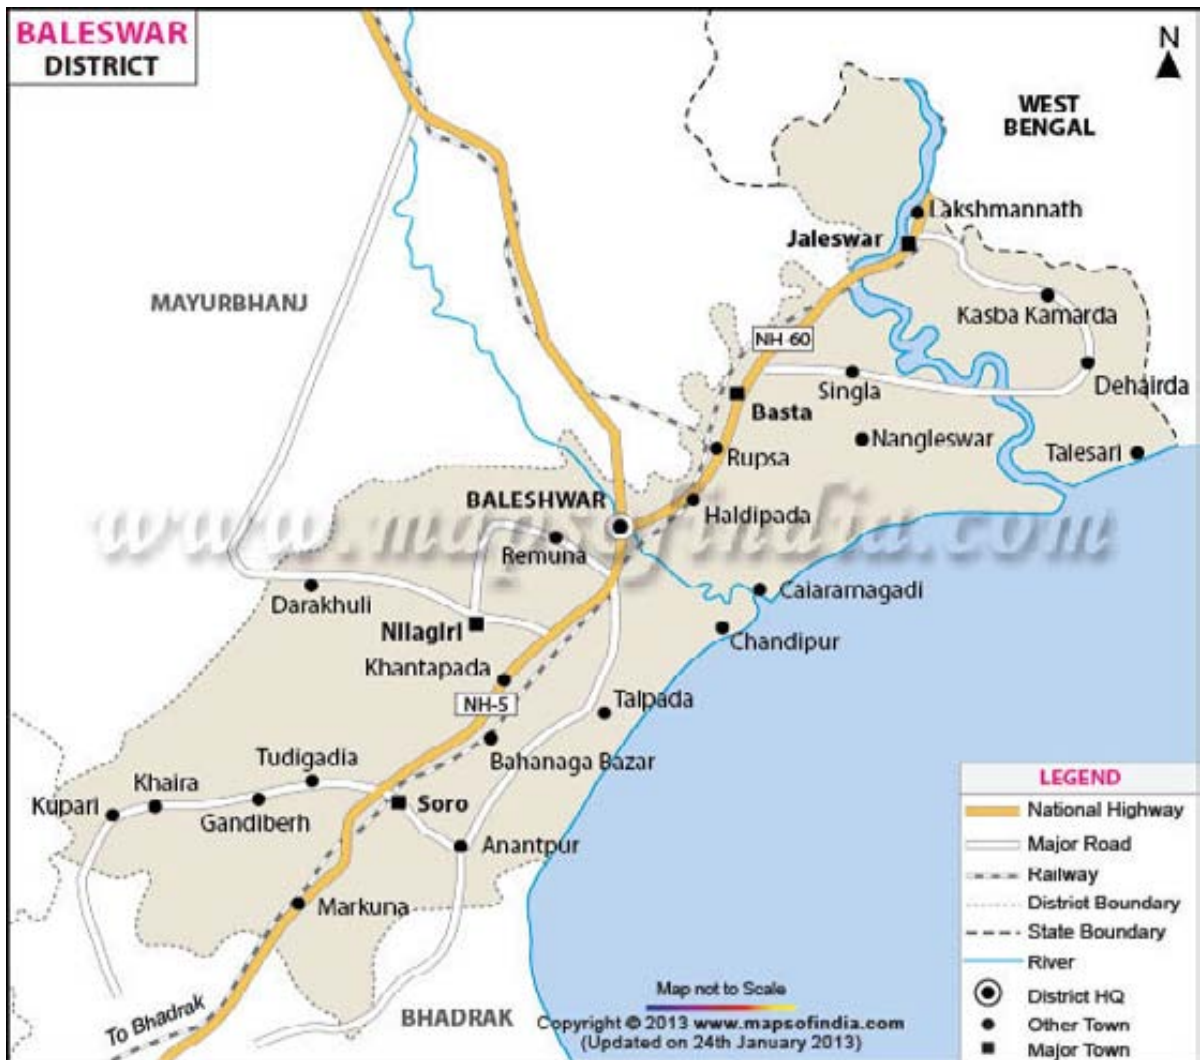 BALESWAR
DISTRICT
N
WEST
BENGAL
Lakshmannath
Jaleswar
MAYURBHANJ
Kasba Kamarda
NH-60
Singla
Dehairda
Basta
Nangleswar
Rupsa
Talesari
BALESHWAR
Haldipada
www.mapsofindia.com
Remuna
Darakhuli
Caiararnagadi
Nilagiri
Chandipur
Khantapada
NH-5
Talpada
Tudigadia
Bahanaga Bazar
Khaira
Kupari
Soro
Gandiberh
Anantpur
Markuna
To Bhadrak
BHADRAK
LEGEND
National Highway
Major Road
Railway
District Boundary
State Boundary
River
District HQ
Other Town
Major Town
Map not to Scale
Copyright © 2013 www.mapsofindia.com
(Updated on 24th January 2013)